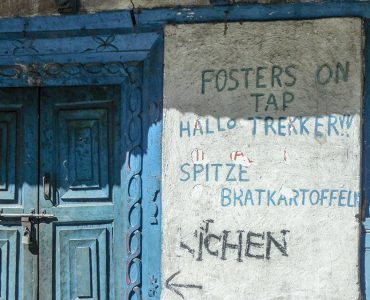 FOSTERS ON
TAP
HALLO TREKKER!!!
SPITZE
BRATKARTOFFELN